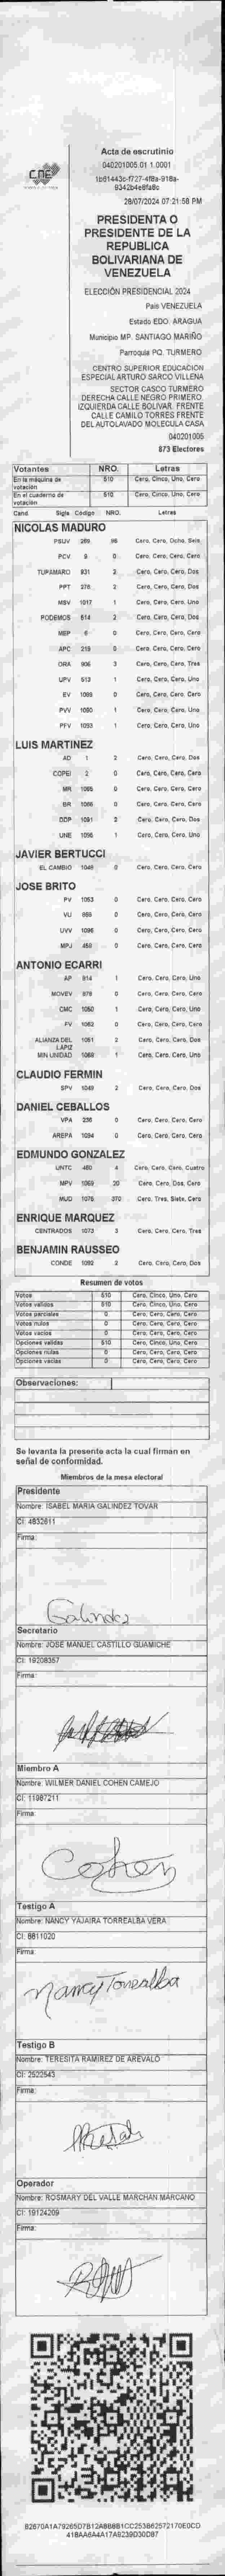 CNE
Acta de escrutinio
040201005.01.1.0001
28/07/2024 07:21:58 PM
PRESIDENTA O
PRESIDENTE DE LA
REPUBLICA
BOLIVARIANA DE
VENEZUELA
ELECCIÓN PRESIDENCIAL 2024
País VENEZUELA
Estado EDO. ARAGUA
Municipio MP. SANTIAGO MARIÑO
Parroquia PQ. TURMERO
CENTRO SUPERIOR EDUCACIÓN
ESPECIAL ARTURO SARCO VILLENA
SECTOR CASCO TURMERO
DERECHA CALLE NEGRO PRIMERO.
IZQUIERDA CALLE BOLIVAR. FRENTE
CALLE CAMILO TORRES FRENTE
DEL AUTOLAVADO MOLECULA CASA
040201005
873 Electores
Votantes NRO. Letras
En la máquina de votación 510 Cero, Cinco, Uno, Cero
En el cuaderno de votación 510 Cero, Cinco, Uno, Cero
Cand. Sigla Código NRO. Letras
NICOLAS MADURO
PSUV 269 86 Cero, Cero, Ocho, Seis
PCV 0 Cero, Cero, Cero, Cero
TUPAMARO 931 2 Cero, Cero, Cero, Dos
PPT 276 2 Cero, Cero, Cero, Dos
MSV 1017 1 Cero, Cero, Cero, Uno
PODEMOS 614 2 Cero, Cero, Cero, Dos
MEP 6 0 Cero, Cero, Cero, Cero
APC 219 0 Cero, Cero, Cero, Cero
ORA 906 3 Cero, Cero, Cero, Tres
UPV 513 1 Cero, Cero, Cero, Uno
EV 0 Cero, Cero, Cero, Cero
PVV 1 Cero, Cero, Cero, Uno
PFV 1093 1 Cero, Cero, Cero, Uno
LUIS MARTINEZ
AD 1 2 Cero, Cero, Cero, Dos
COPEI 2 0 Cero, Cero, Cero, Cero
MR 1065 0 Cero, Cero, Cero, Cero
BR 1066 0 Cero, Cero, Cero, Cero
DDP 1091 2 Cero, Cero, Cero, Dos
UNE 1095 1 Cero, Cero, Cero, Uno
JAVIER BERTUCCI
EL CAMBIO 1048 0 Cero, Cero, Cero, Cero
JOSE BRITO
PV 1053 0 Cero, Cero, Cero, Cero
VU 0 Cero, Cero, Cero, Cero
UVV 1096 0 Cero, Cero, Cero, Cero
MPJ 458 0 Cero, Cero, Cero, Cero
ANTONIO ECARRI
AP 814 1 Cero, Cero, Cero, Uno
MOVEV 979 0 Cero, Cero, Cero, Cero
CMC 1050 1 Cero, Cero, Cero, Uno
FV 1062 0 Cero, Cero, Cero, Cero
ALIANZA DEL LAPIZ 1051 2 Cero, Cero, Cero, Dos
MIN UNIDAD 1069 1 Cero, Cero, Cero, Uno
CLAUDIO FERMIN
SPV 1049 2 Cero, Cero, Cero, Dos
DANIEL CEBALLOS
VPA 236 0 Cero, Cero, Cero, Cero
AREPA 1094 0 Cero, Cero, Cero, Cero
EDMUNDO GONZALEZ
UNTC 480 4 Cero, Cero, Cero, Cuatro
MPV 20 Cero, Cero, Dos, Cero
MUD 1076 370 Cero, Tres, Siete, Cero
ENRIQUE MARQUEZ
CENTRADOS 1073 3 Cero, Cero, Cero, Tres
BENJAMIN RAUSSEO
CONDE 1092 2 Cero, Cero, Cero, Dos
Resumen de votos
Votos 510 Cero, Cinco, Uno, Cero
Votos validos 510 Cero, Cinco, Uno, Cero
Votos parciales 0 Cero, Cero, Cero, Cero
Votos nulos 0 Cero, Cero, Cero, Cero
Votos vacios 0 Cero, Cero, Cero, Cero
Opciones validas 510 Cero, Cinco, Uno, Cero
Opciones nulas 0 Cero, Cero, Cero, Cero
Opciones vacias 0 Cero, Cero, Cero, Cero
Observaciones:
Se levanta la presente acta la cual firman en
señal de conformidad.
Miembros de la mesa electoral
Presidente
Nombre: ISABEL MARIA GALINDEZ TOVAR
CI: 4832611
Firma:
Galindez
Secretario
Nombre: JOSE MANUEL CASTILLO GUAMICHE
CI: 19208357
Firma:
Miembro A
Nombre: WILMER DANIEL COHEN CAMEJO
CI: 11987211
Firma:
Cohen
Testigo A
Nombre: NANCY YAJAIRA TORREALBA VERA
CI: 8811020
Firma:
Nancy Torrealba
Testigo B
Nombre: TERESITA RAMIREZ DE AREVALO
CI: 2522543
Firma:
Operador
Nombre: ROSMARY DEL VALLE MARCHAN MARCANO
CI: 19124209
Firma: